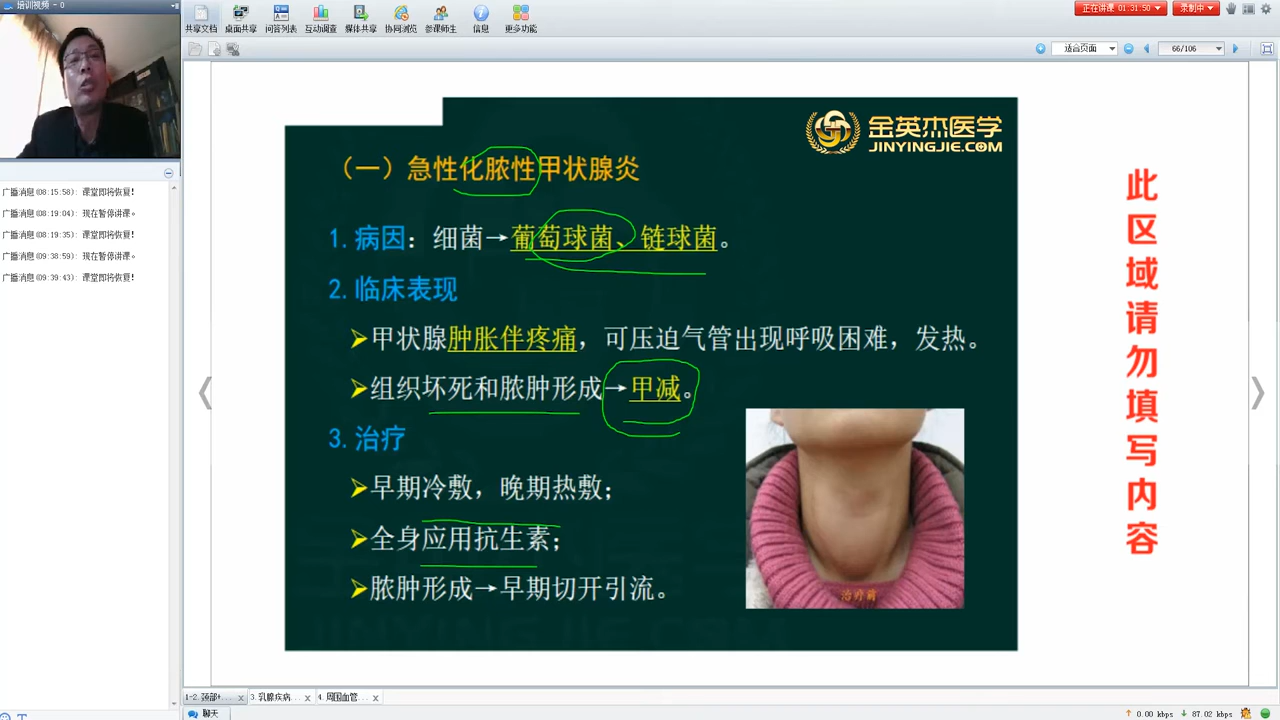 培训视频 - 0
正在讲课 01:31:50
录制中
共享文档
桌面共享
问答列表
互动调查
媒体共享
协同浏览
参课师生
信息
更多功能
适合页面
66/106
广播消息(08:15:58): 课堂即将恢复!
广播消息(08:19:04): 现在暂停讲课。
广播消息(08:19:35): 课堂即将恢复!
广播消息(09:38:59): 现在暂停讲课。
广播消息(09:39:43): 课堂即将恢复!
金英杰医学
JINYINGJIE.COM
（一）急性化脓性甲状腺炎
1.病因：细菌→葡萄球菌、链球菌。
2.临床表现
➢甲状腺肿胀伴疼痛，可压迫气管出现呼吸困难，发热。
➢组织坏死和脓肿形成→甲减。
3.治疗
➢早期冷敷，晚期热敷；
➢全身应用抗生素；
➢脓肿形成→早期切开引流。
治疗前
此区域请勿填写内容
1-2.颈部+...
3.乳腺疾病...
4.周围血管...
聊天
0.00 kbps
87.02 kbps